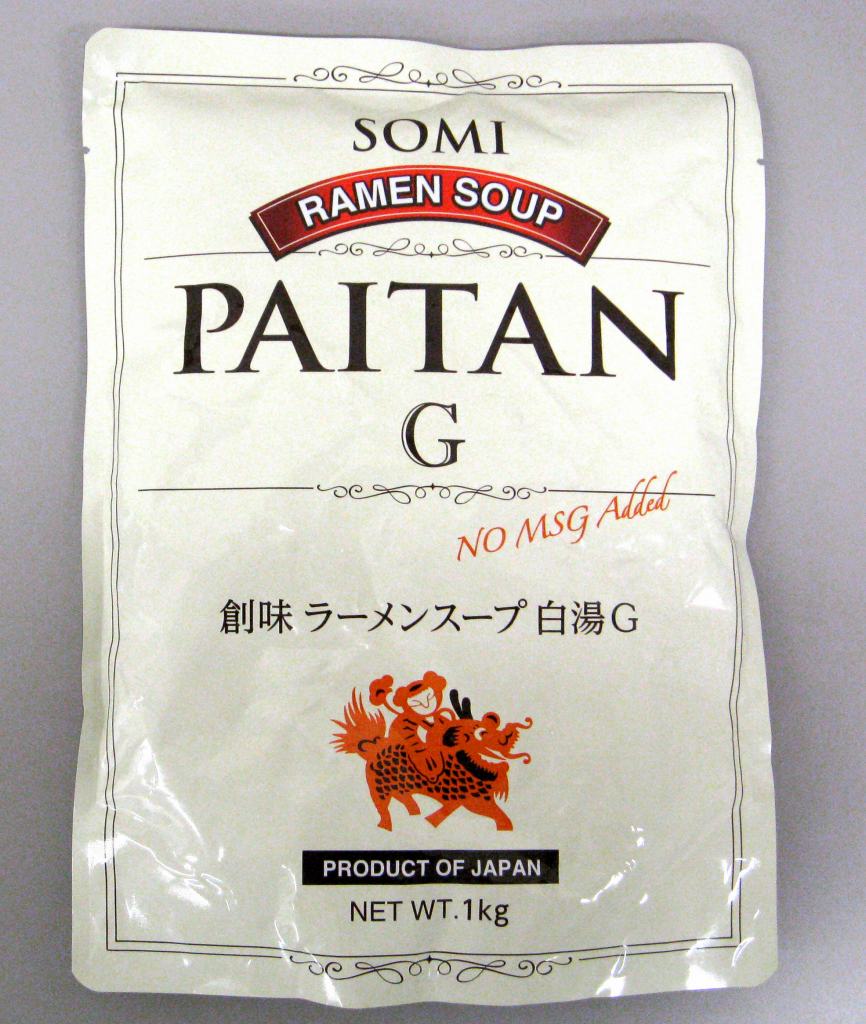 SOMI
RAMEN SOUP
PAITAN
G
NO MSG Added
創味 ラーメンスープ 白湯G
PRODUCT OF JAPAN
NET WT.1kg